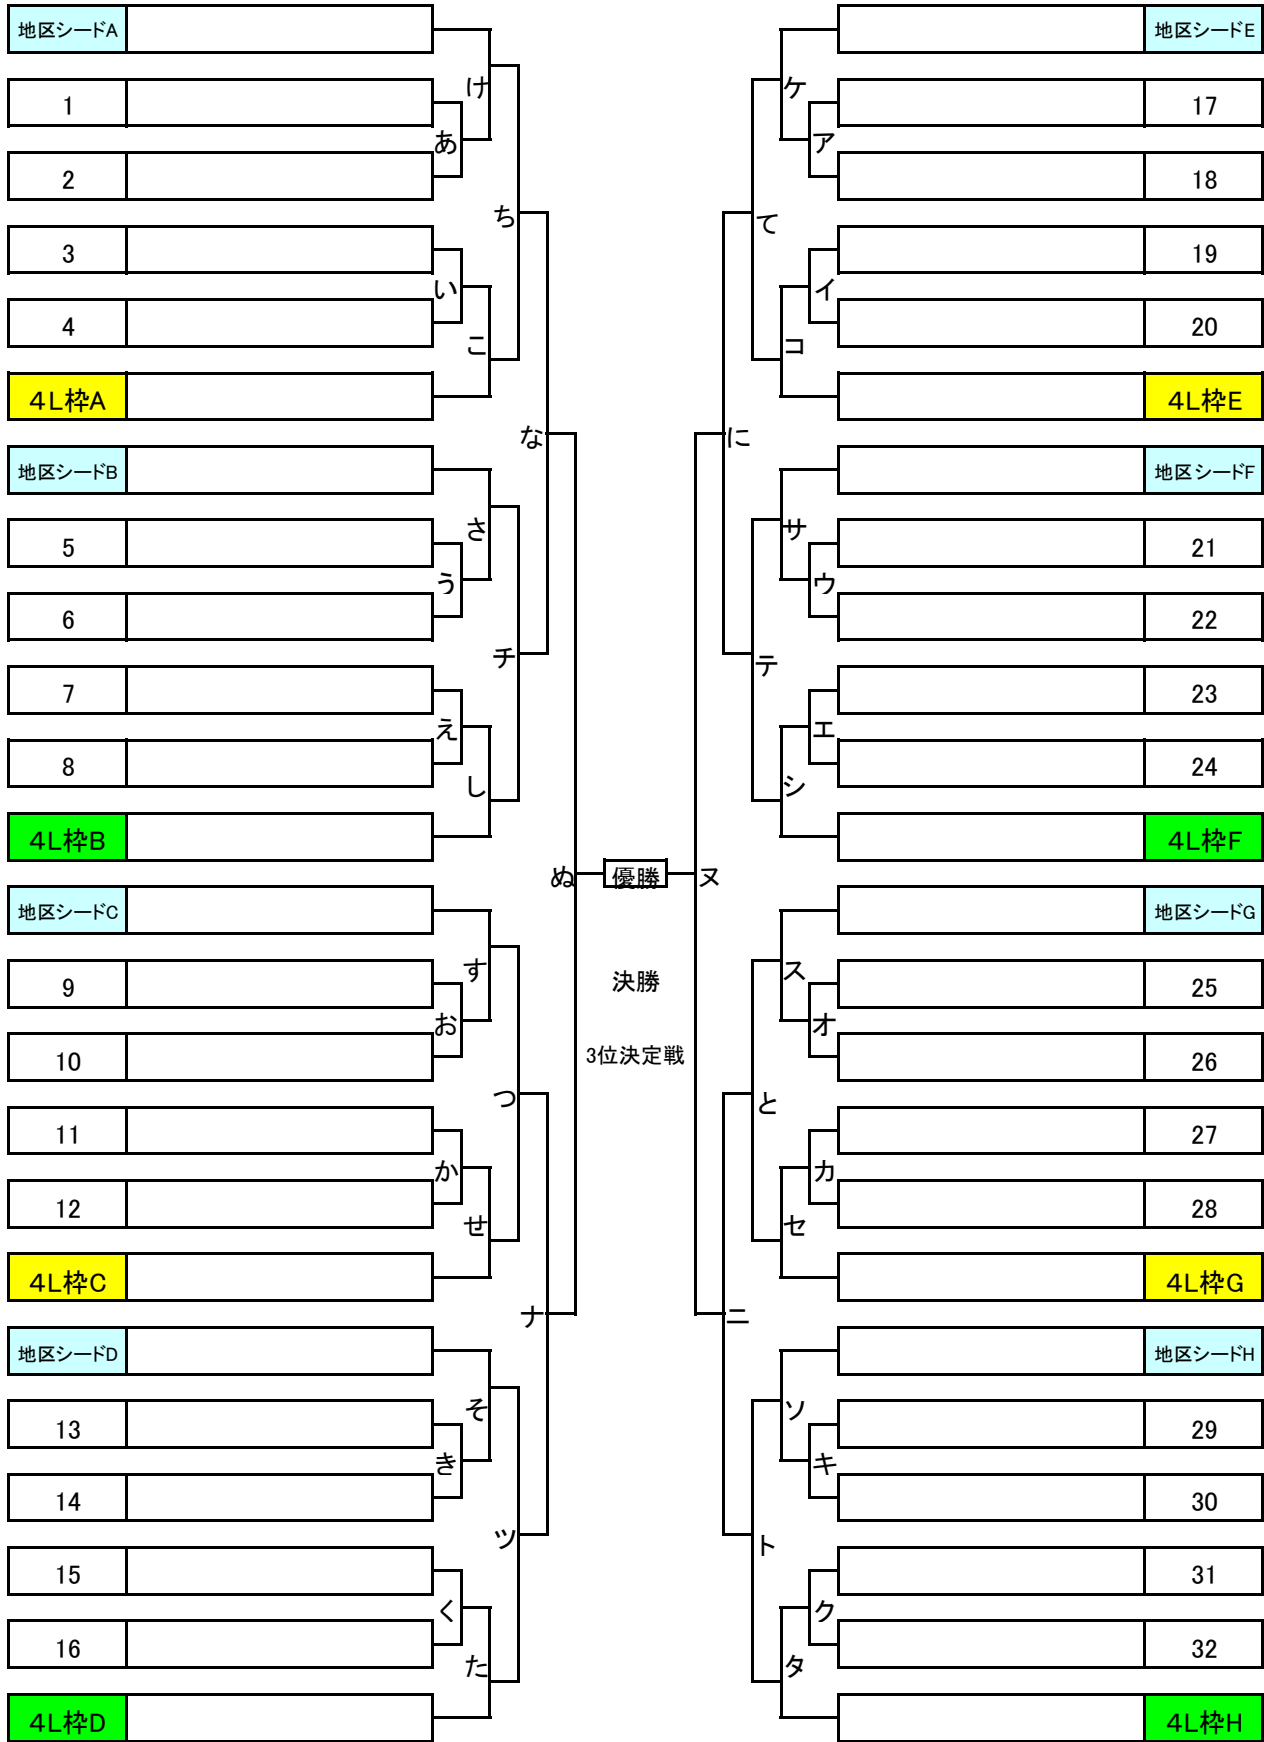 地区シードA
け
1
あ
2
ち
3
い
4
こ
4L枠A
な
地区シードB
さ
5
う
6
チ
7
え
8
し
4L枠B
ぬ
地区シードC
す
9
お
10
つ
11
か
12
せ
4L枠C
ナ
地区シードD
そ
13
き
14
ツ
15
く
16
た
4L枠D
優勝
決勝
3位決定戦
地区シードE
ケ
17
ア
18
て
19
イ
20
コ
4L枠E
に
地区シードF
サ
21
ウ
22
テ
23
エ
24
シ
4L枠F
ヌ
地区シードG
ス
25
オ
26
と
27
カ
28
セ
4L枠G
ニ
地区シードH
ソ
29
キ
30
ト
31
ク
32
タ
4L枠H